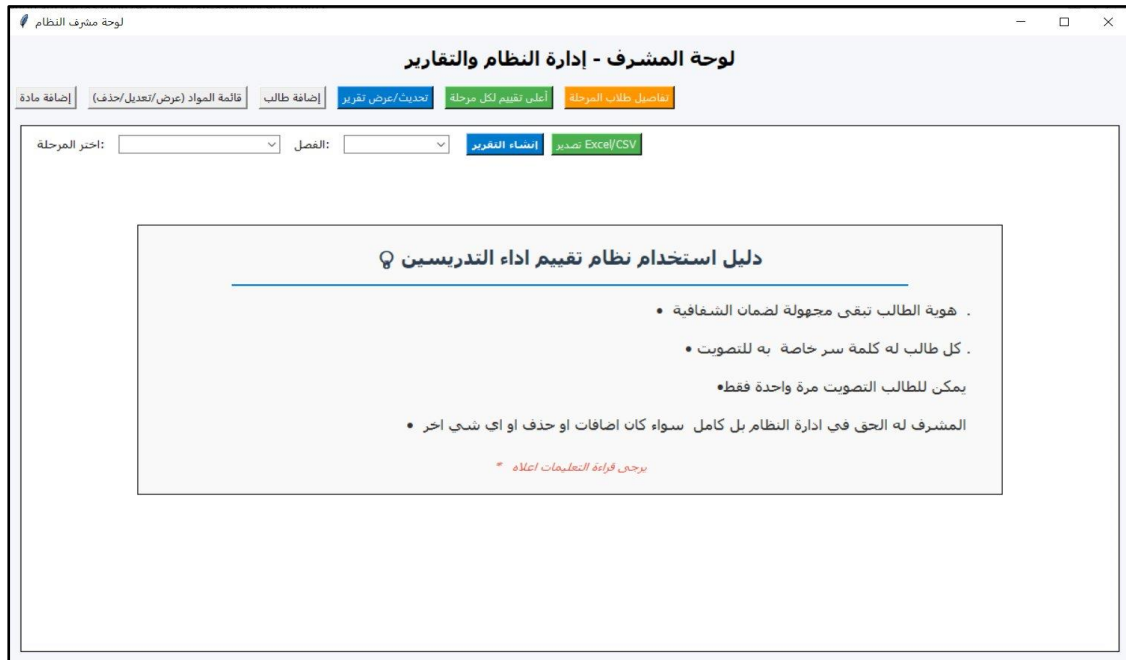 لوحة مشرف النظام
لوحة المشرف - إدارة النظام والتقارير
إضافة مادة
قائمة المواد (عرض/تعديل/حذف)
إضافة طالب
تحديث/عرض تقرير
أعلى تقييم لكل مرحلة
تفاصيل طلاب المرحلة
اختر المرحلة:
الفصل:
إنشاء التقرير
تصدير Excel/CSV
دليل استخدام نظام تقييم اداء التدريسين
. هوية الطالب تبقى مجهولة لضمان الشفافية •
. كل طالب له كلمة سر خاصة به للتصويت •
يمكن للطالب التصويت مرة واحدة فقط•
المشرف له الحق في ادارة النظام بل كامل سواء كان اضافات او حذف او اي شي اخر •
يرجى قراءة التعليمات اعلاه *